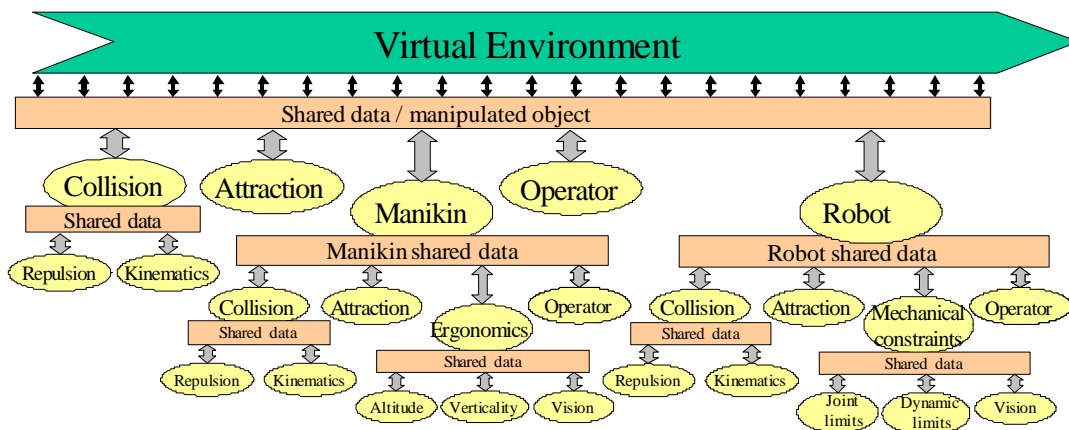 Virtual Environment
Shared data / manipulated object
Collision
Attraction
Manikin
Operator
Robot
Shared data
Repulsion
Kinematics
Manikin shared data
Collision
Attraction
Ergonomics
Operator
Shared data
Repulsion
Kinematics
Shared data
Altitude
Verticality
Vision
Robot shared data
Collision
Attraction
Mechanical
constraints
Operator
Shared data
Repulsion
Kinematics
Shared data
Joint
limits
Dynamic
limits
Vision